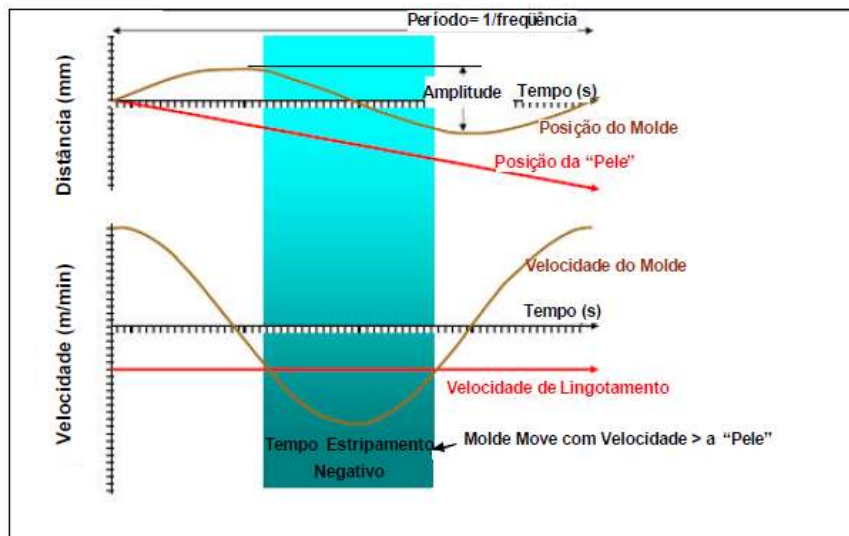 Período= 1/freqüência
Distância (mm)
Amplitude
Tempo (s)
Posição do Molde
Posição da “Pele”
Velocidade (m/min)
Velocidade do Molde
Tempo (s)
Velocidade de Lingotamento
Tempo Estripamento
Negativo
Molde Move com Velocidade > a “Pele”